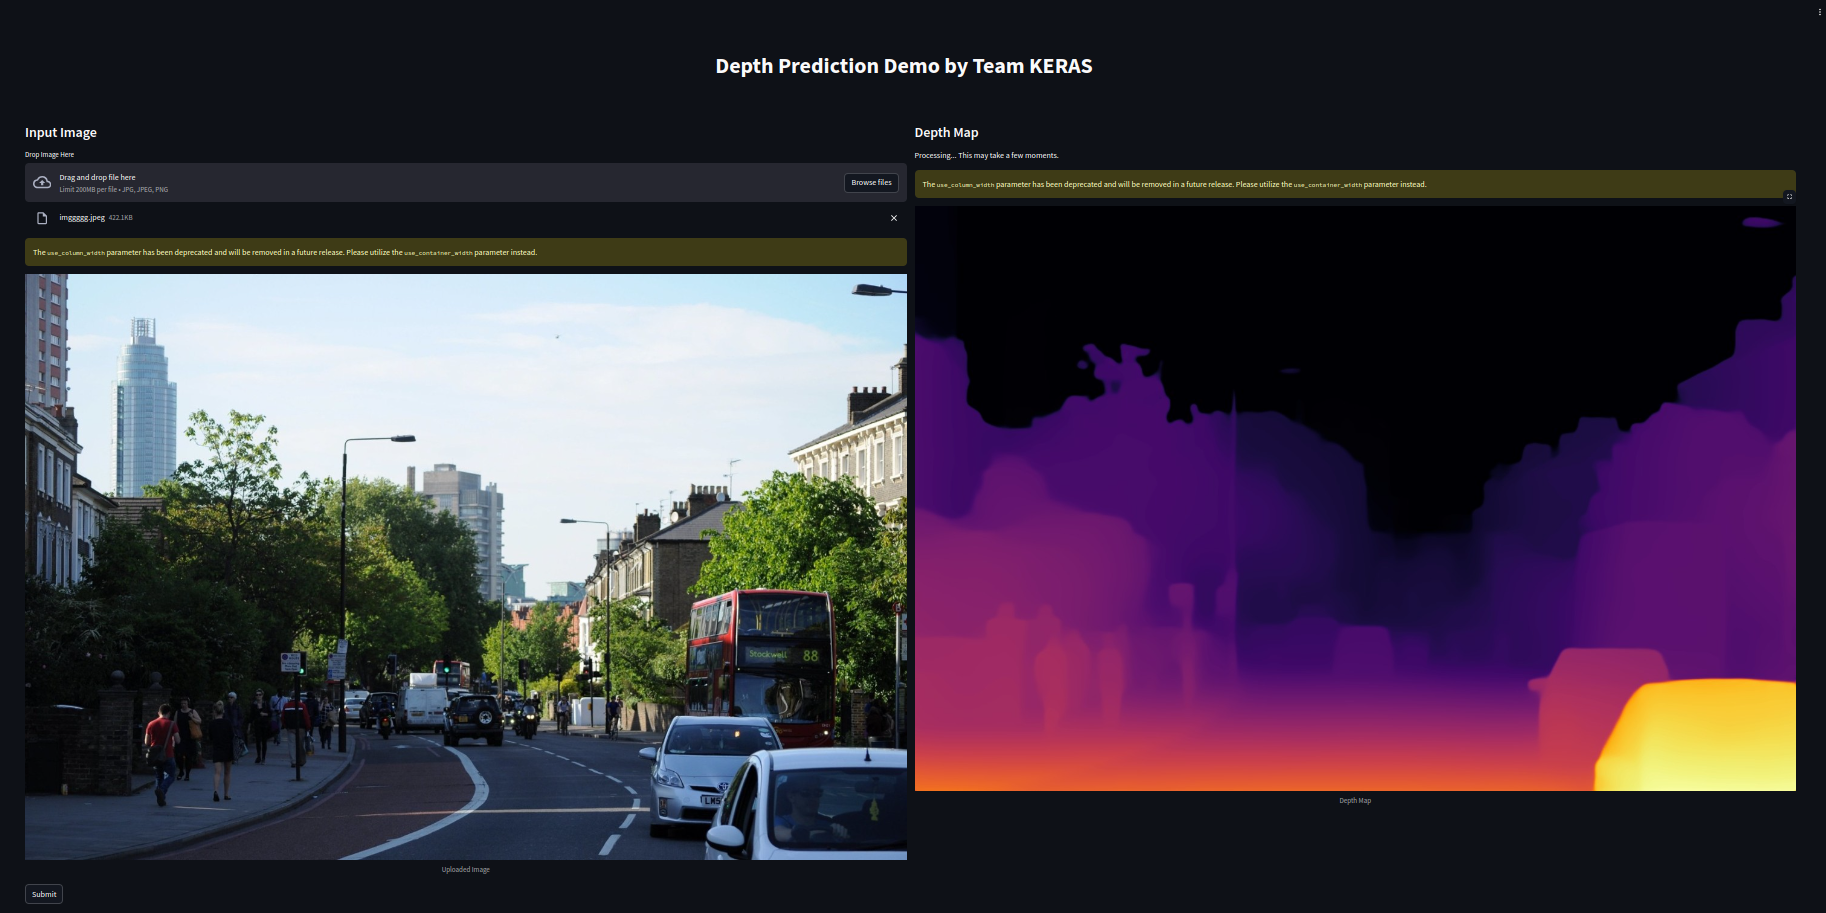 Depth Prediction Demo by Team KERAS
Input Image
Drop Image Here
Drag and drop file here
Limit 200MB per file • JPG, JPEG, PNG
Browse files
imggggg.jpeg 422.1KB
The use_column_width parameter has been deprecated and will be removed in a future release. Please utilize the use_container_width parameter instead.
Stockwell 88
Uploaded Image
Submit
Depth Map
Processing... This may take a few moments.
The use_column_width parameter has been deprecated and will be removed in a future release. Please utilize the use_container_width parameter instead.
Depth Map